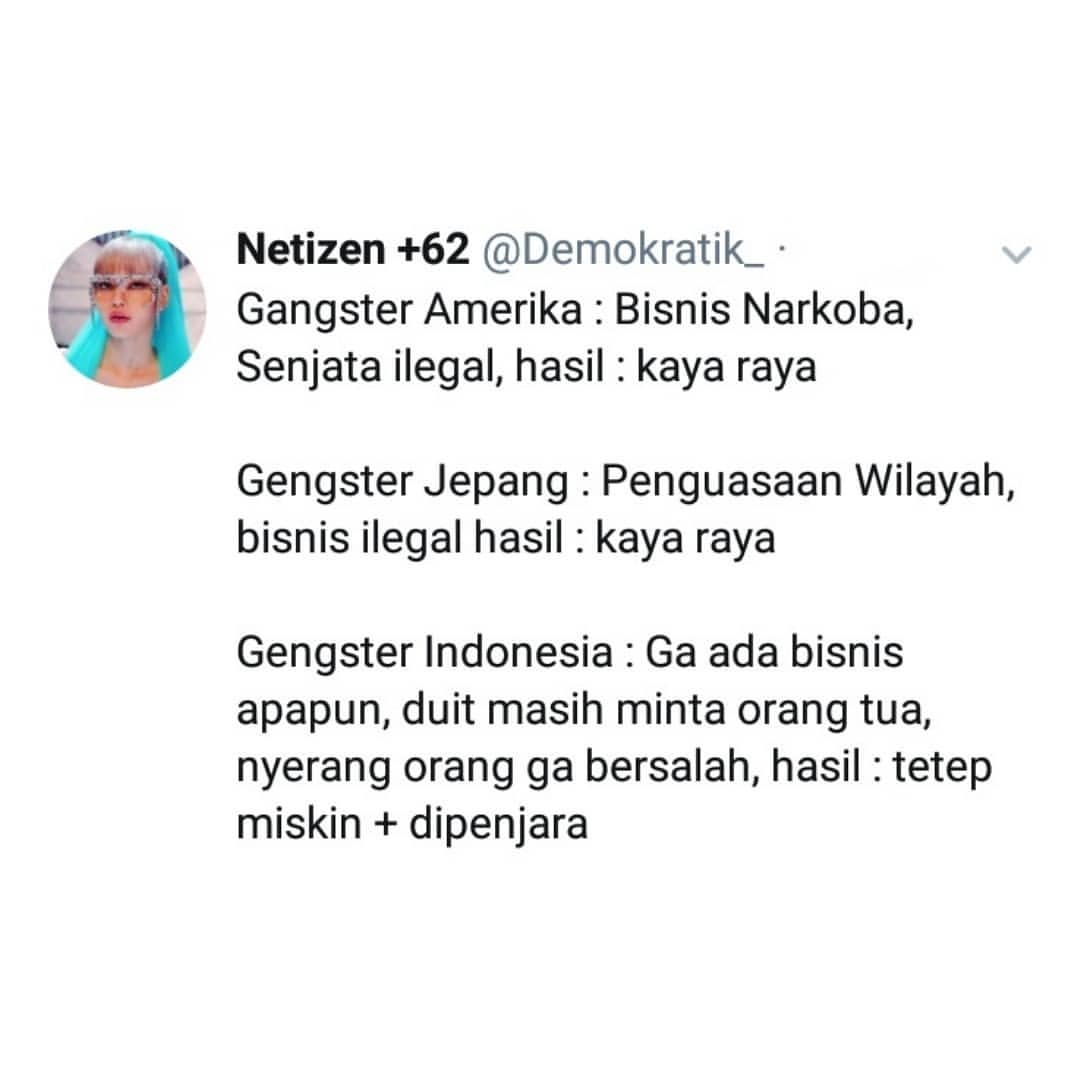 Netizen +62 @Demokratik_ ·
Gangster Amerika : Bisnis Narkoba,
Senjata ilegal, hasil : kaya raya
Gengster Jepang : Penguasaan Wilayah,
bisnis ilegal hasil : kaya raya
Gengster Indonesia : Ga ada bisnis
apapun, duit masih minta orang tua,
nyerang orang ga bersalah, hasil : tetep
miskin + dipenjara